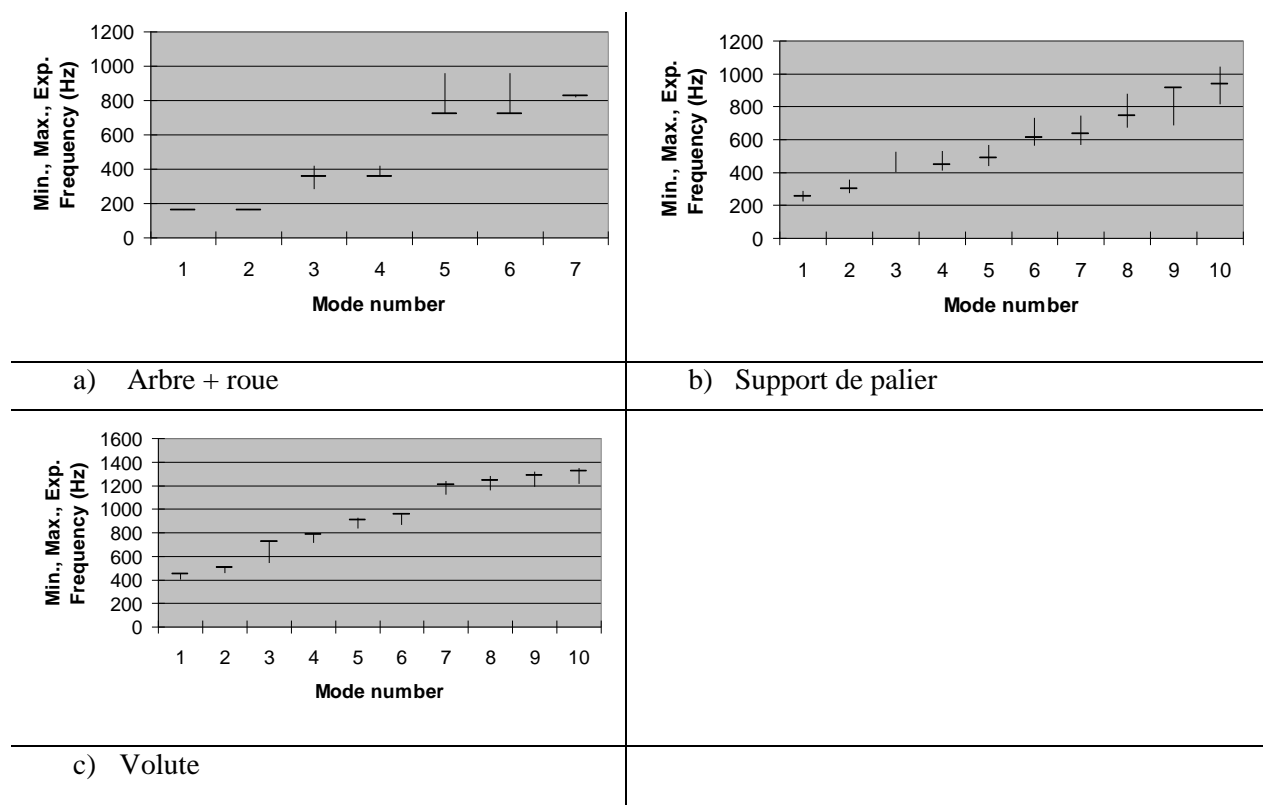 Min., Max., Exp.
Frequency (Hz)
1200
1000
800
600
400
200
0
1 2 3 4 5 6 7
Mode number
a) Arbre + roue
Min., Max., Exp.
Frequency (Hz)
1200
1000
800
600
400
200
0
1 2 3 4 5 6 7 8 9 10
Mode number
b) Support de palier
Min., Max., Exp.
Frequency (Hz)
1600
1400
1200
1000
800
600
400
200
0
1 2 3 4 5 6 7 8 9 10
Mode number
c) Volute